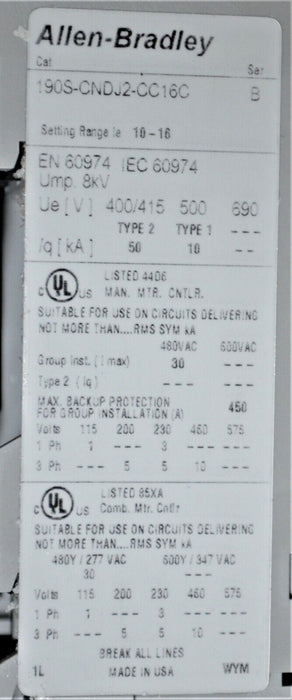 Allen-Bradley
Cat Ser
190S-CNDJ2-CC16C B
Setting Range Ie 10-16
EN 60974 IEC 60974
Uimp. 8kV
Ue [V] 400/415 500 690
TYPE 2 TYPE 1 ---
Iq [kA] 50 10 --
c UL US LISTED 4406
MAN. MTR. CNTLR.
SUITABLE FOR USE ON CIRCUITS DELIVERING
NOT MORE THAN....RMS SYM kA
480VAC 600VAC
Group Inst. (I max) 30 ---
Type 2 (Iq) --- ---
MAX. BACKUP PROTECTION
FOR GROUP INSTALLATION (A) 450
Volts 115 200 230 460 575
1 Ph 1 --- 3 --- ---
3 Ph --- 5 5 10 ---
c UL US LISTED 85XA
Comb. Mtr. Cntlr
SUITABLE FOR USE ON CIRCUITS DELIVERING
NOT MORE THAN....RMS SYM kA
480Y / 277 VAC 600Y / 347 VAC
30 ---
Volts 115 200 230 460 575
1 Ph 1 --- 3 --- ---
3 Ph --- 5 5 10 ---
BREAK ALL LINES
1L MADE IN USA WYM